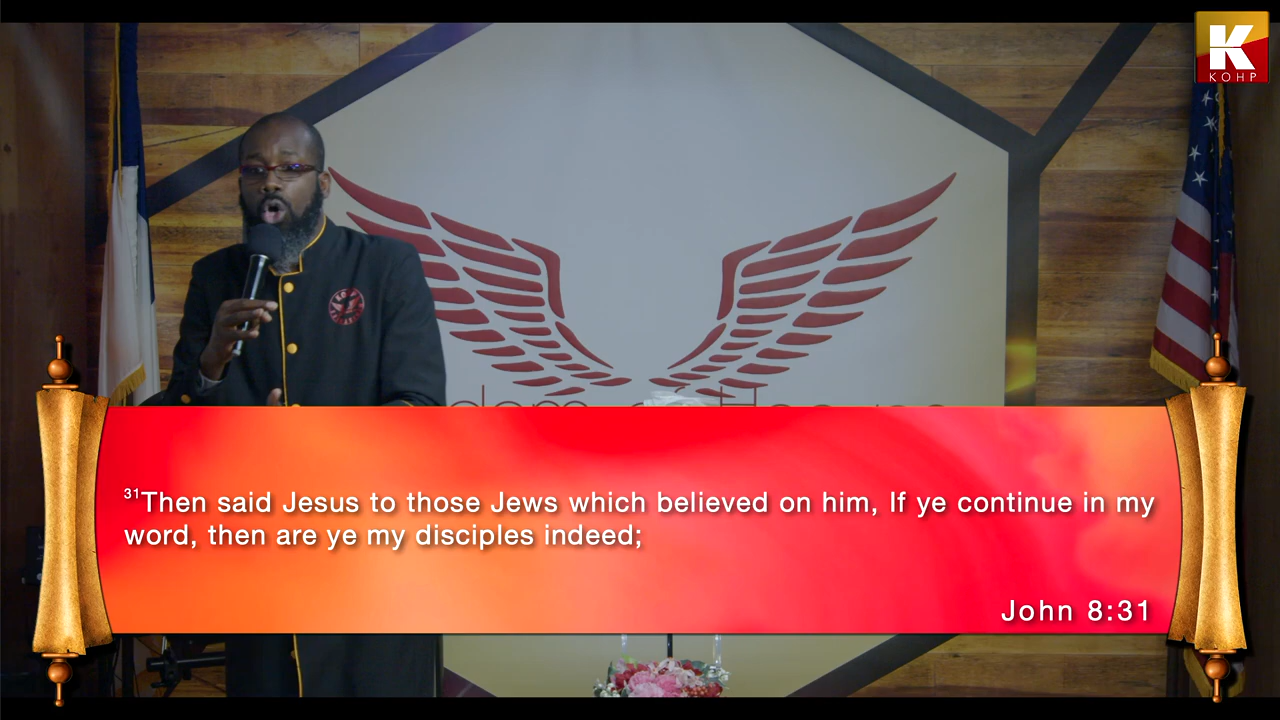 K
KOHP
31Then said Jesus to those Jews which believed on him, If ye continue in my
word, then are ye my disciples indeed;
John 8:31